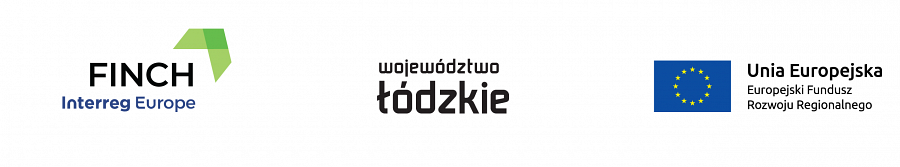 FINCH
Interreg Europe
województwo
łódzkie
Unia Europejska
Europejski Fundusz
Rozwoju Regionalnego